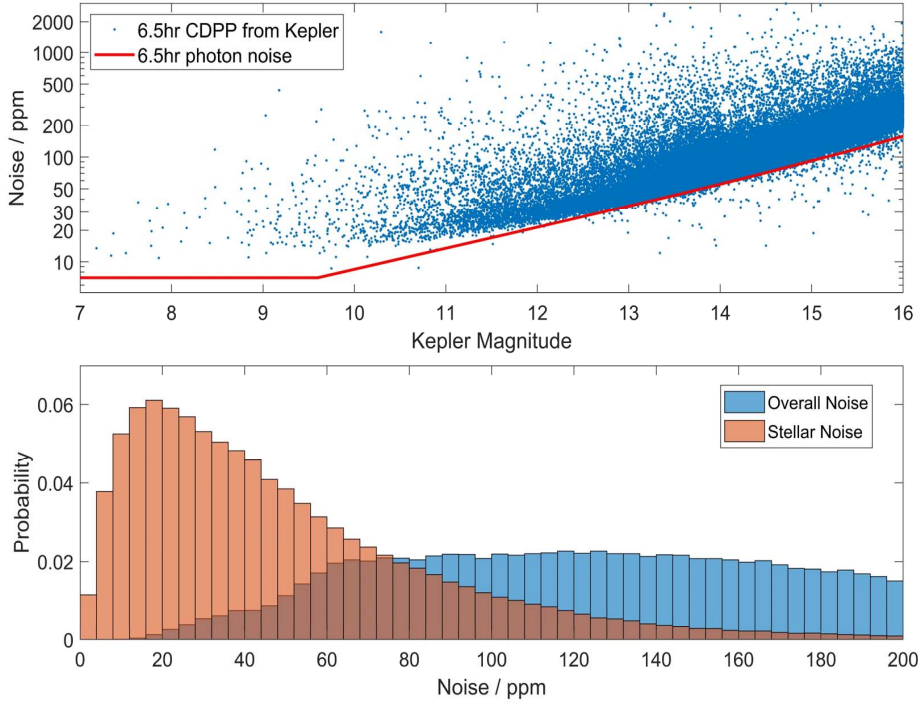 6.5hr CDPP from Kepler
6.5hr photon noise
2000
1000
500
200
100
50
30
20
10
Noise / ppm
7 8 9 10 11 12 13 14 15 16
Kepler Magnitude
Overall Noise
Stellar Noise
0.06
0.04
0.02
0
Probability
0 20 40 60 80 100 120 140 160 180 200
Noise / ppm